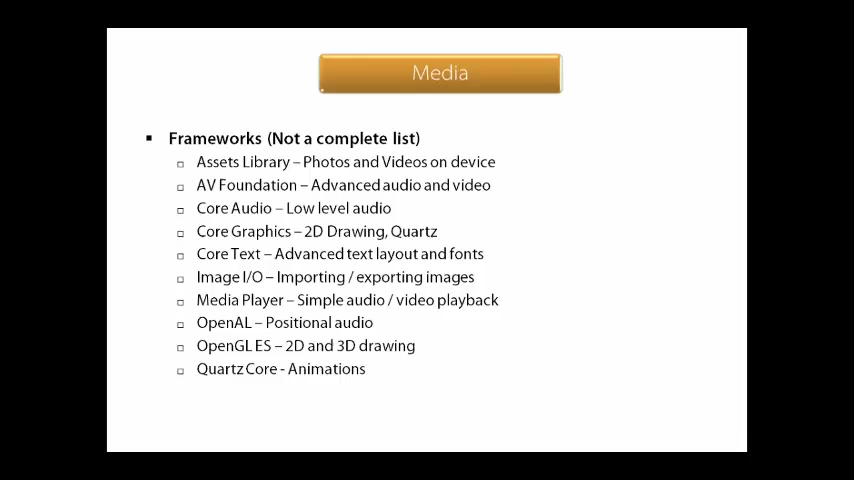 Media
Frameworks (Not a complete list)
Assets Library – Photos and Videos on device
AV Foundation – Advanced audio and video
Core Audio – Low level audio
Core Graphics – 2D Drawing, Quartz
Core Text – Advanced text layout and fonts
Image I/O – Importing / exporting images
Media Player – Simple audio / video playback
OpenAL – Positional audio
OpenGL ES – 2D and 3D drawing
Quartz Core - Animations